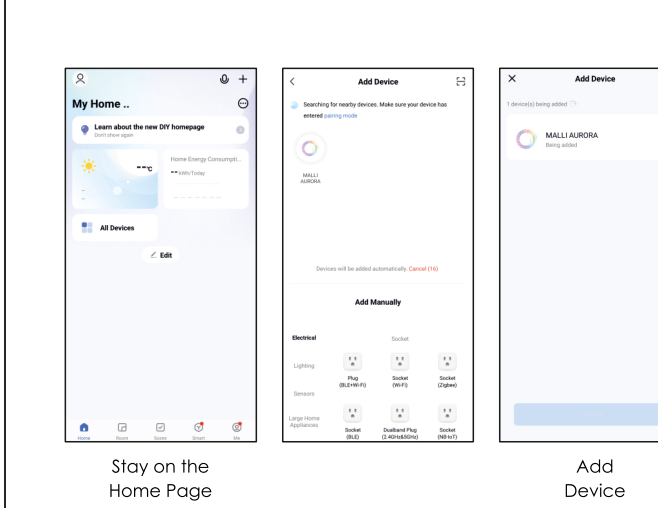 My Home ..
Learn about the new DIY homepage
Don't show again
--°C
Home Energy Consumpti...
-- kWh/Today
All Devices
Edit
Home
Room
Scene
Smart
Me
Stay on the
Home Page
Add Device
Searching for nearby devices. Make sure your device has
entered pairing mode
MALLI
AURORA
Devices will be added automatically. Cancel (16)
Add Manually
Electrical
Lighting
Sensors
Large Home
Appliances
Socket
Plug
(BLE+Wi-Fi)
Socket
(Wi-Fi)
Socket
(Zigbee)
Socket
(BLE)
Dualband Plug
(2.4GHz&5GHz)
Socket
(NB-IoT)
Add Device
1 device(s) being added
MALLI AURORA
Being added
Add
Device